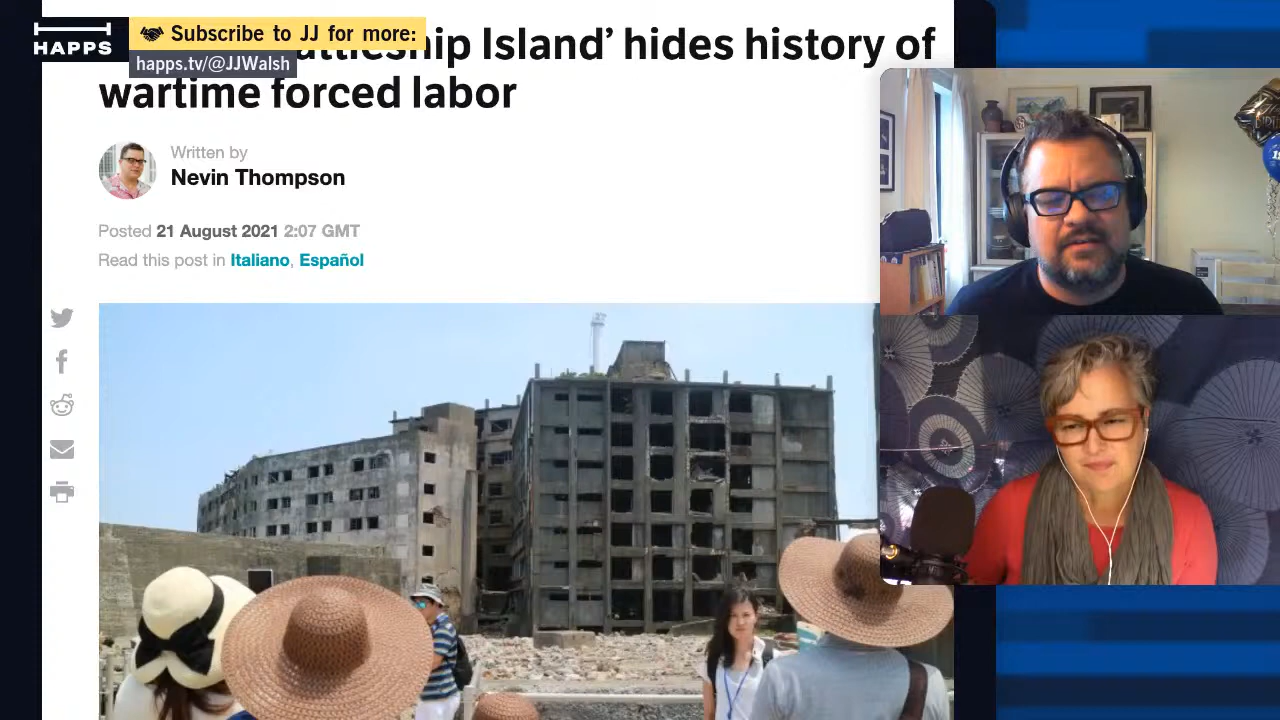 HAPPS
Subscribe to JJ for more:
happs.tv/@JJWalsh
ship Island’ hides history of
wartime forced labor
Written by
Nevin Thompson
Posted 21 August 2021 2:07 GMT
Read this post in Italiano, Español